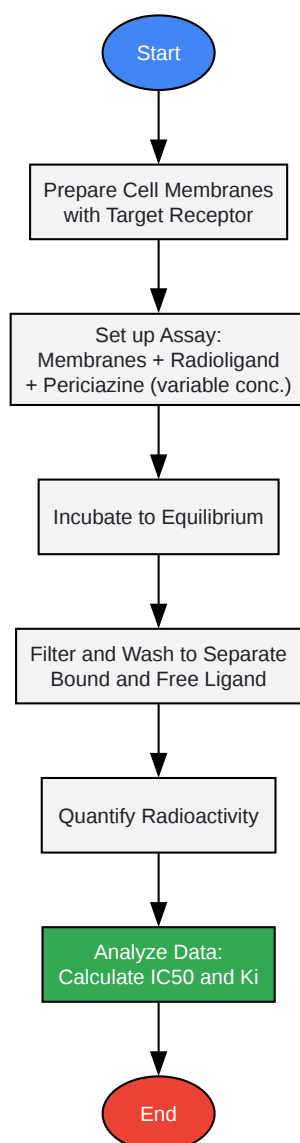 Start
Prepare Cell Membranes
with Target Receptor
Set up Assay:
Membranes + Radioligand
+ Periciazine (variable conc.)
Incubate to Equilibrium
Filter and Wash to Separate
Bound and Free Ligand
Quantify Radioactivity
Analyze Data:
Calculate IC50 and Ki
End